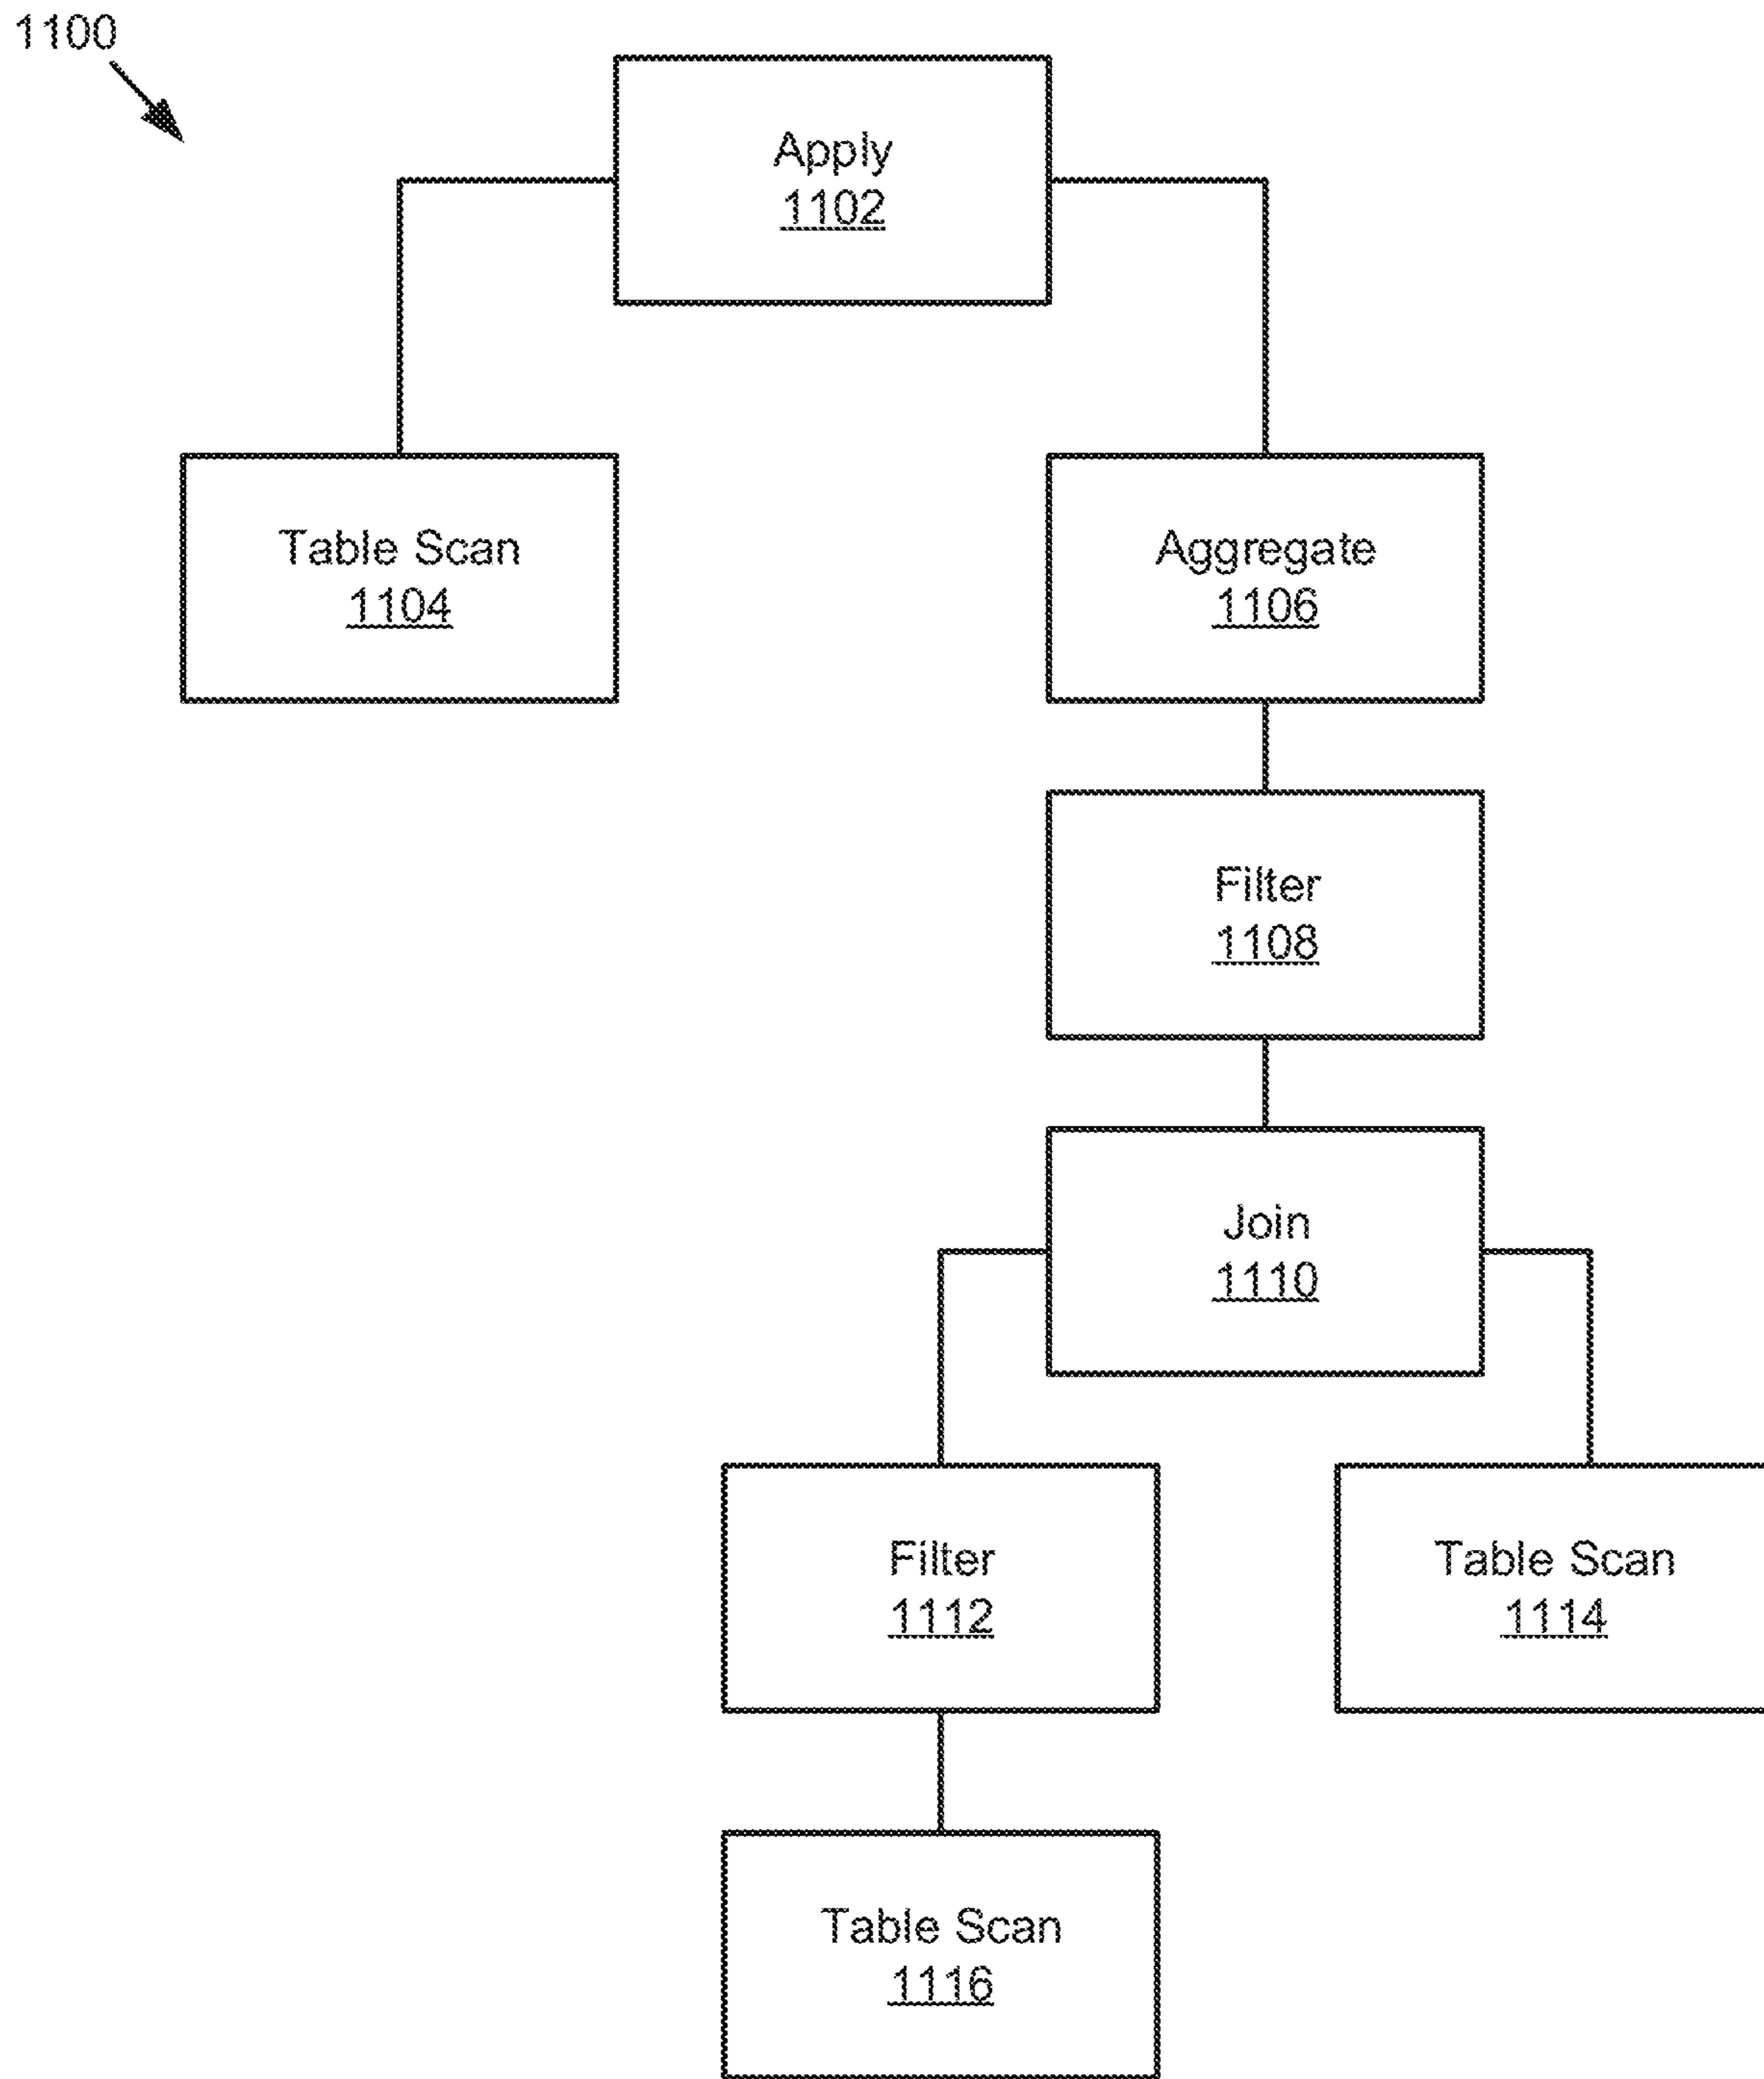 1100
Apply
1102
Table Scan
1104
Aggregate
1106
Filter
1108
Join
1110
Filter
1112
Table Scan
1114
Table Scan
1116